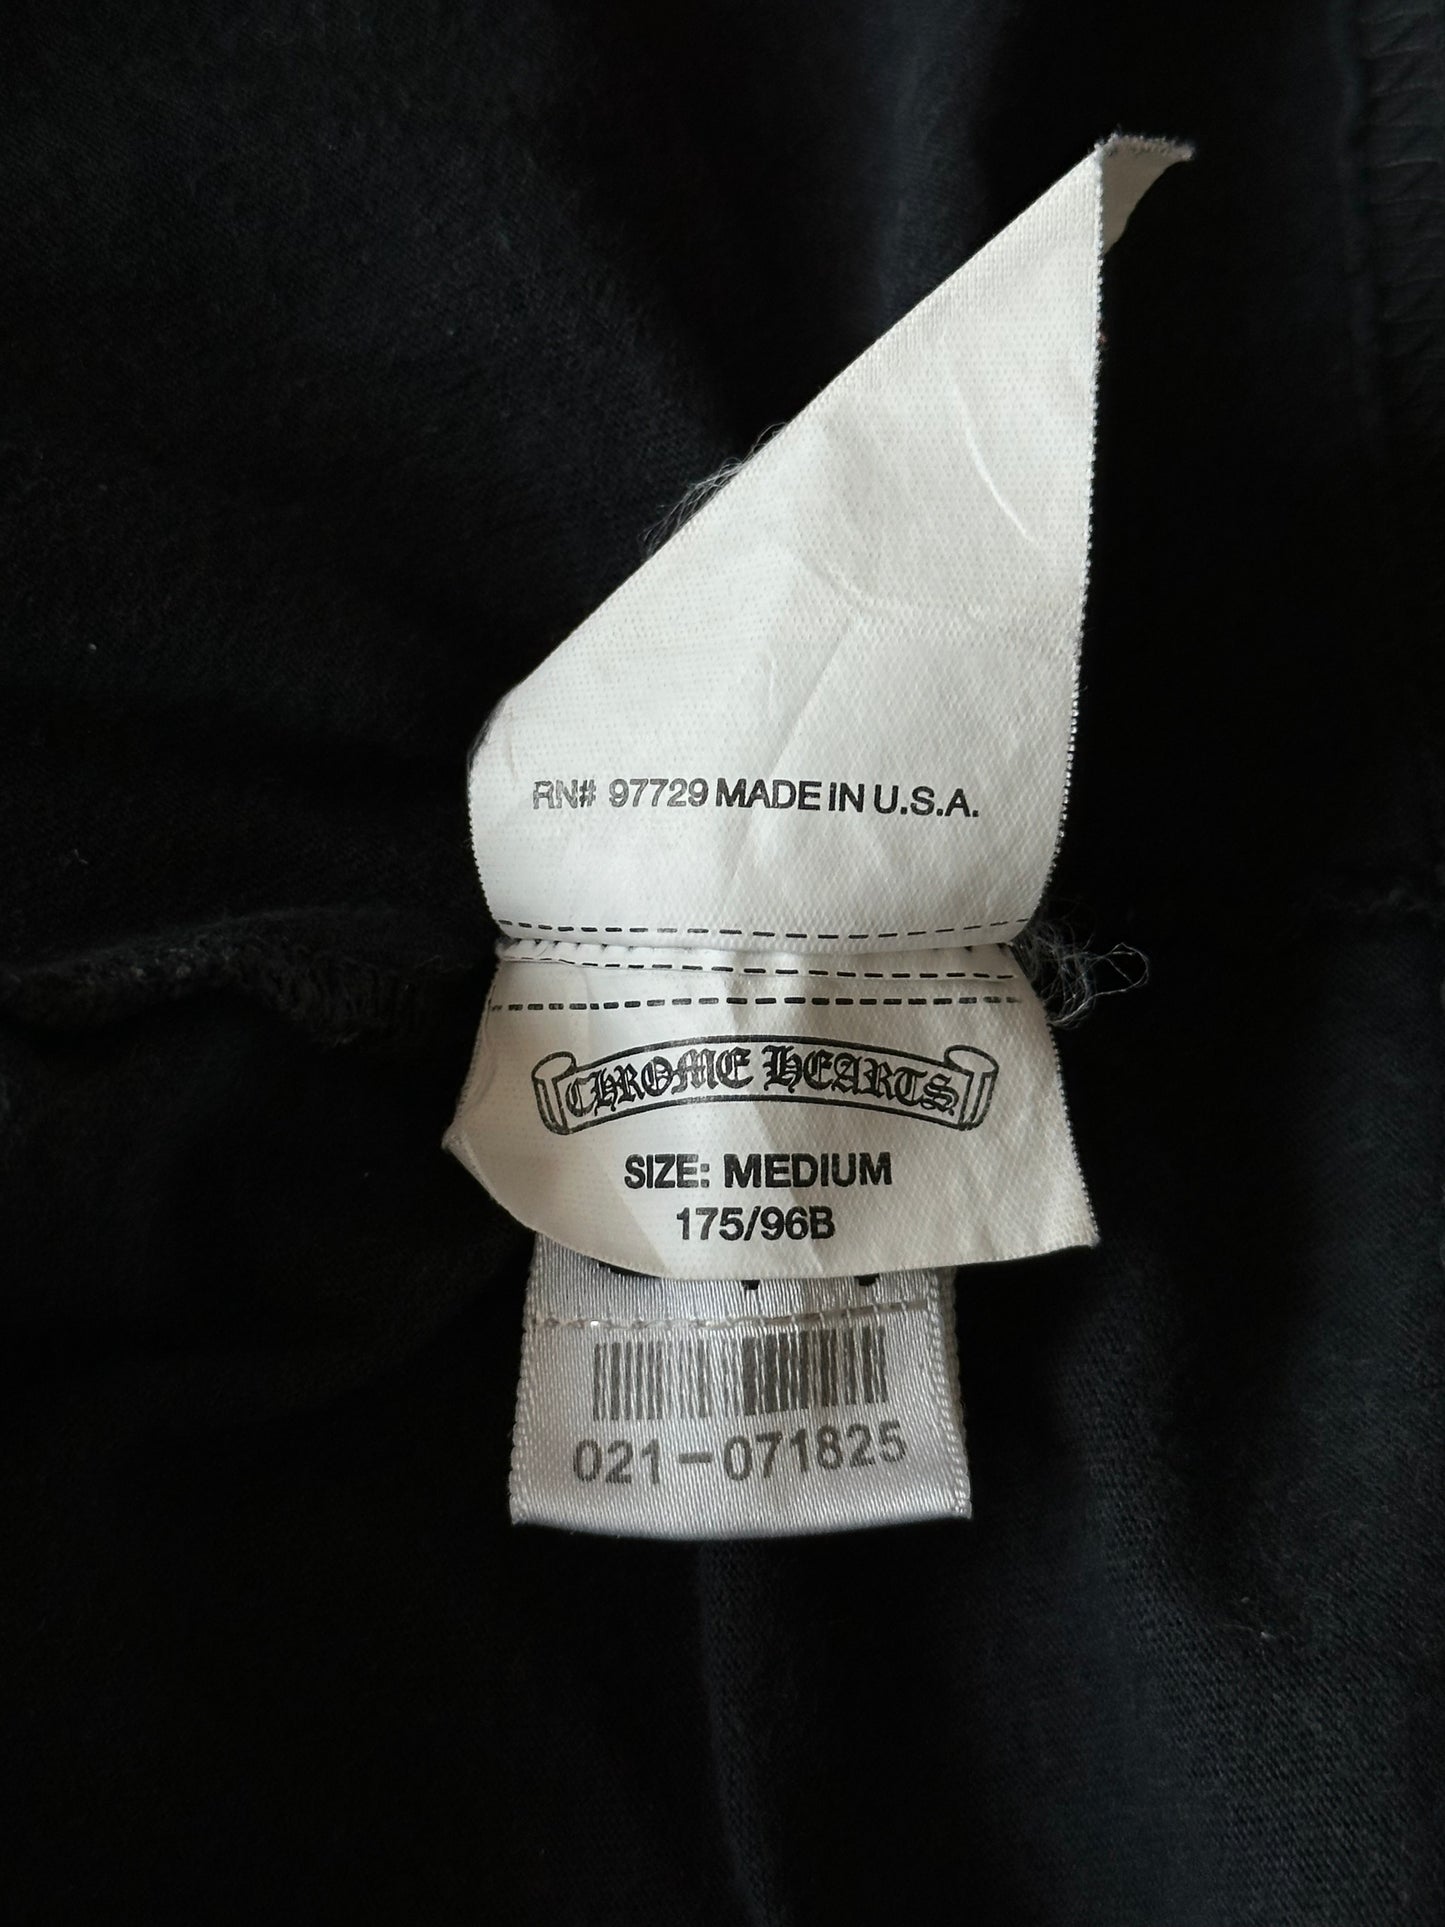 RN# 97729 MADE IN U.S.A.
CHROME HEARTS
SIZE: MEDIUM
175/96B
021-071825